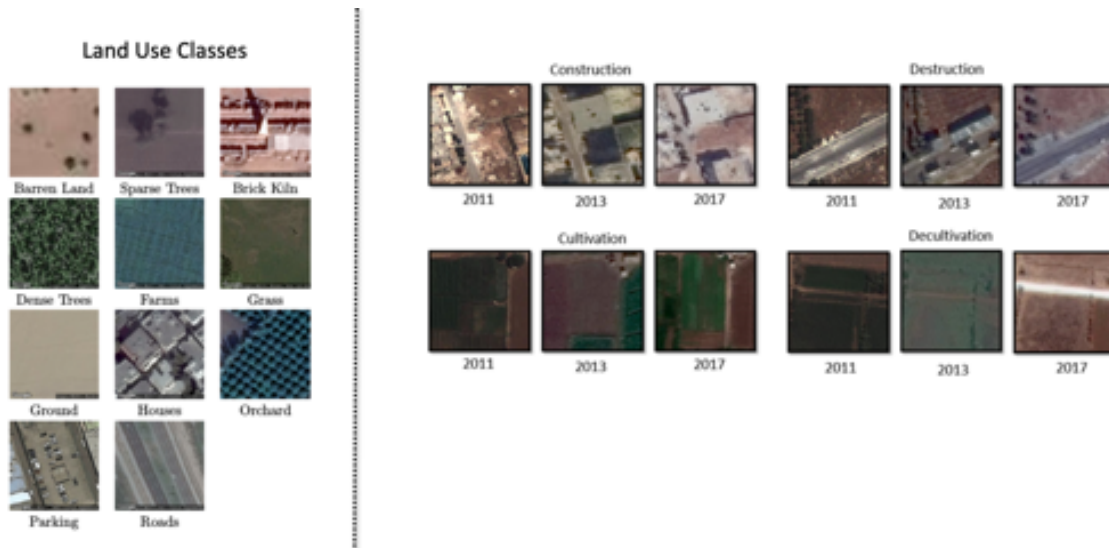 Land Use Classes
Barren Land
Sparse Trees
Brick Kiln
Dense Trees
Farms
Grass
Ground
Houses
Orchard
Parking
Roads
Construction
2011
2013
2017
Destruction
2011
2013
2017
Cultivation
2011
2013
2017
Decultivation
2011
2013
2017